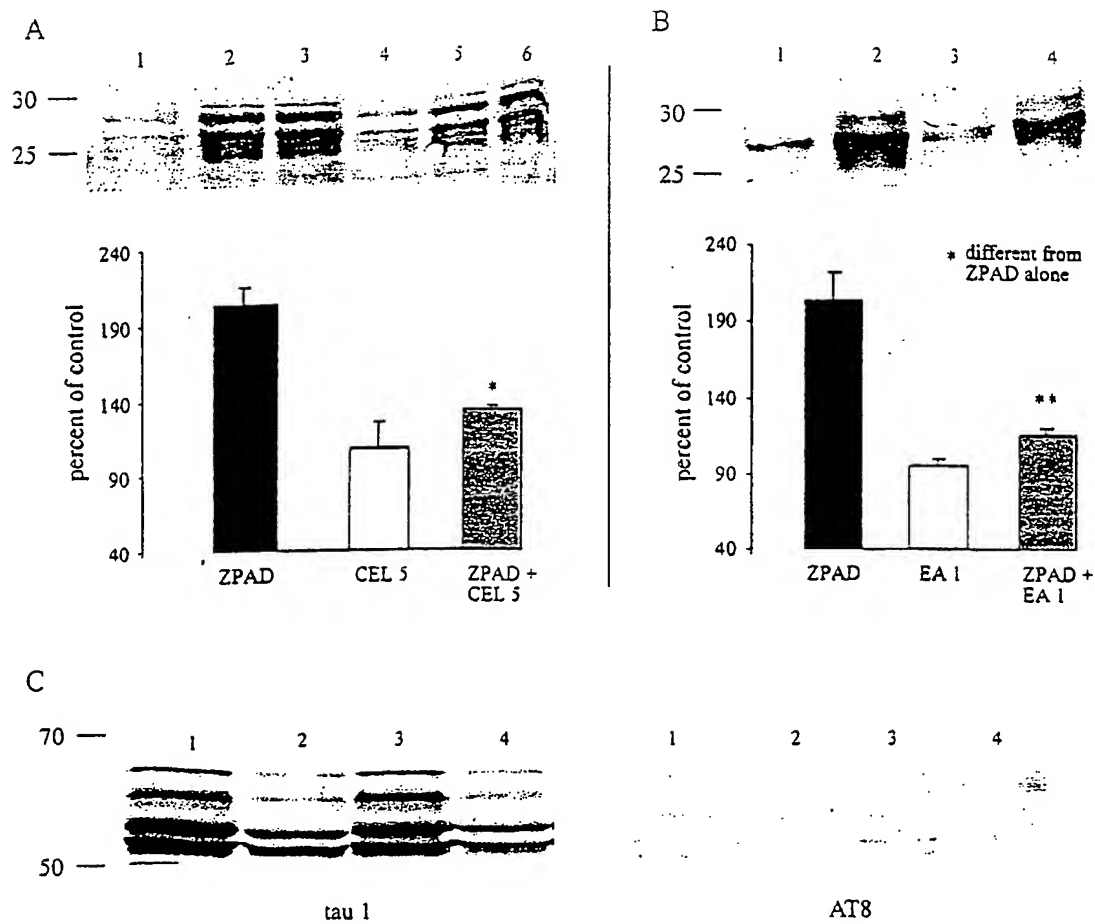 A
1 2 3 4 5 6
30
25
240
190
140
90
40
percent of control
*
ZPAD
CEL 5
ZPAD +
CEL 5
B
1 2 3 4
30
25
240
190
140
90
40
percent of control
* different from
ZPAD alone
**
ZPAD
EA 1
ZPAD +
EA 1
C
70
50
1 2 3 4
tau 1
1 2 3 4
AT8